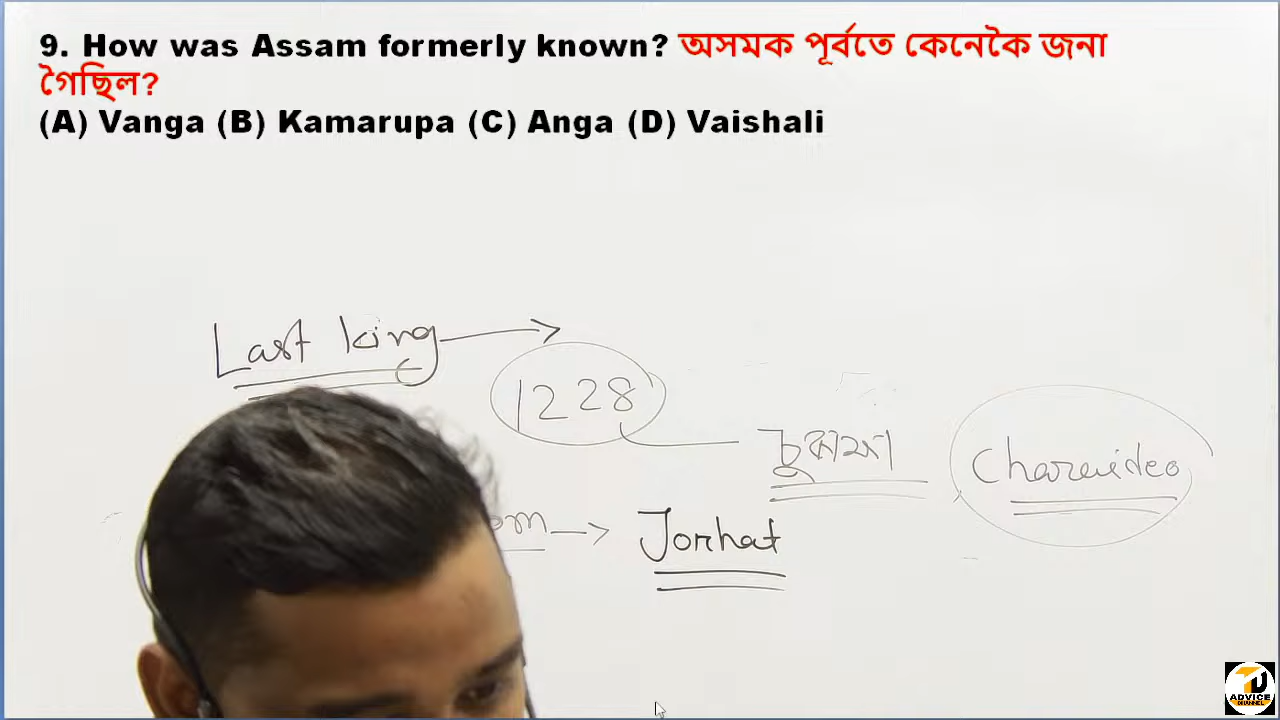 9. How was Assam formerly known? অসমক পূৰ্বতে কেনেকৈ জনা
গৈছিল?
(A) Vanga (B) Kamarupa (C) Anga (D) Vaishali
Last king →
1228
Charaideo
→ Jorhat
ADVICE
CHANNEL